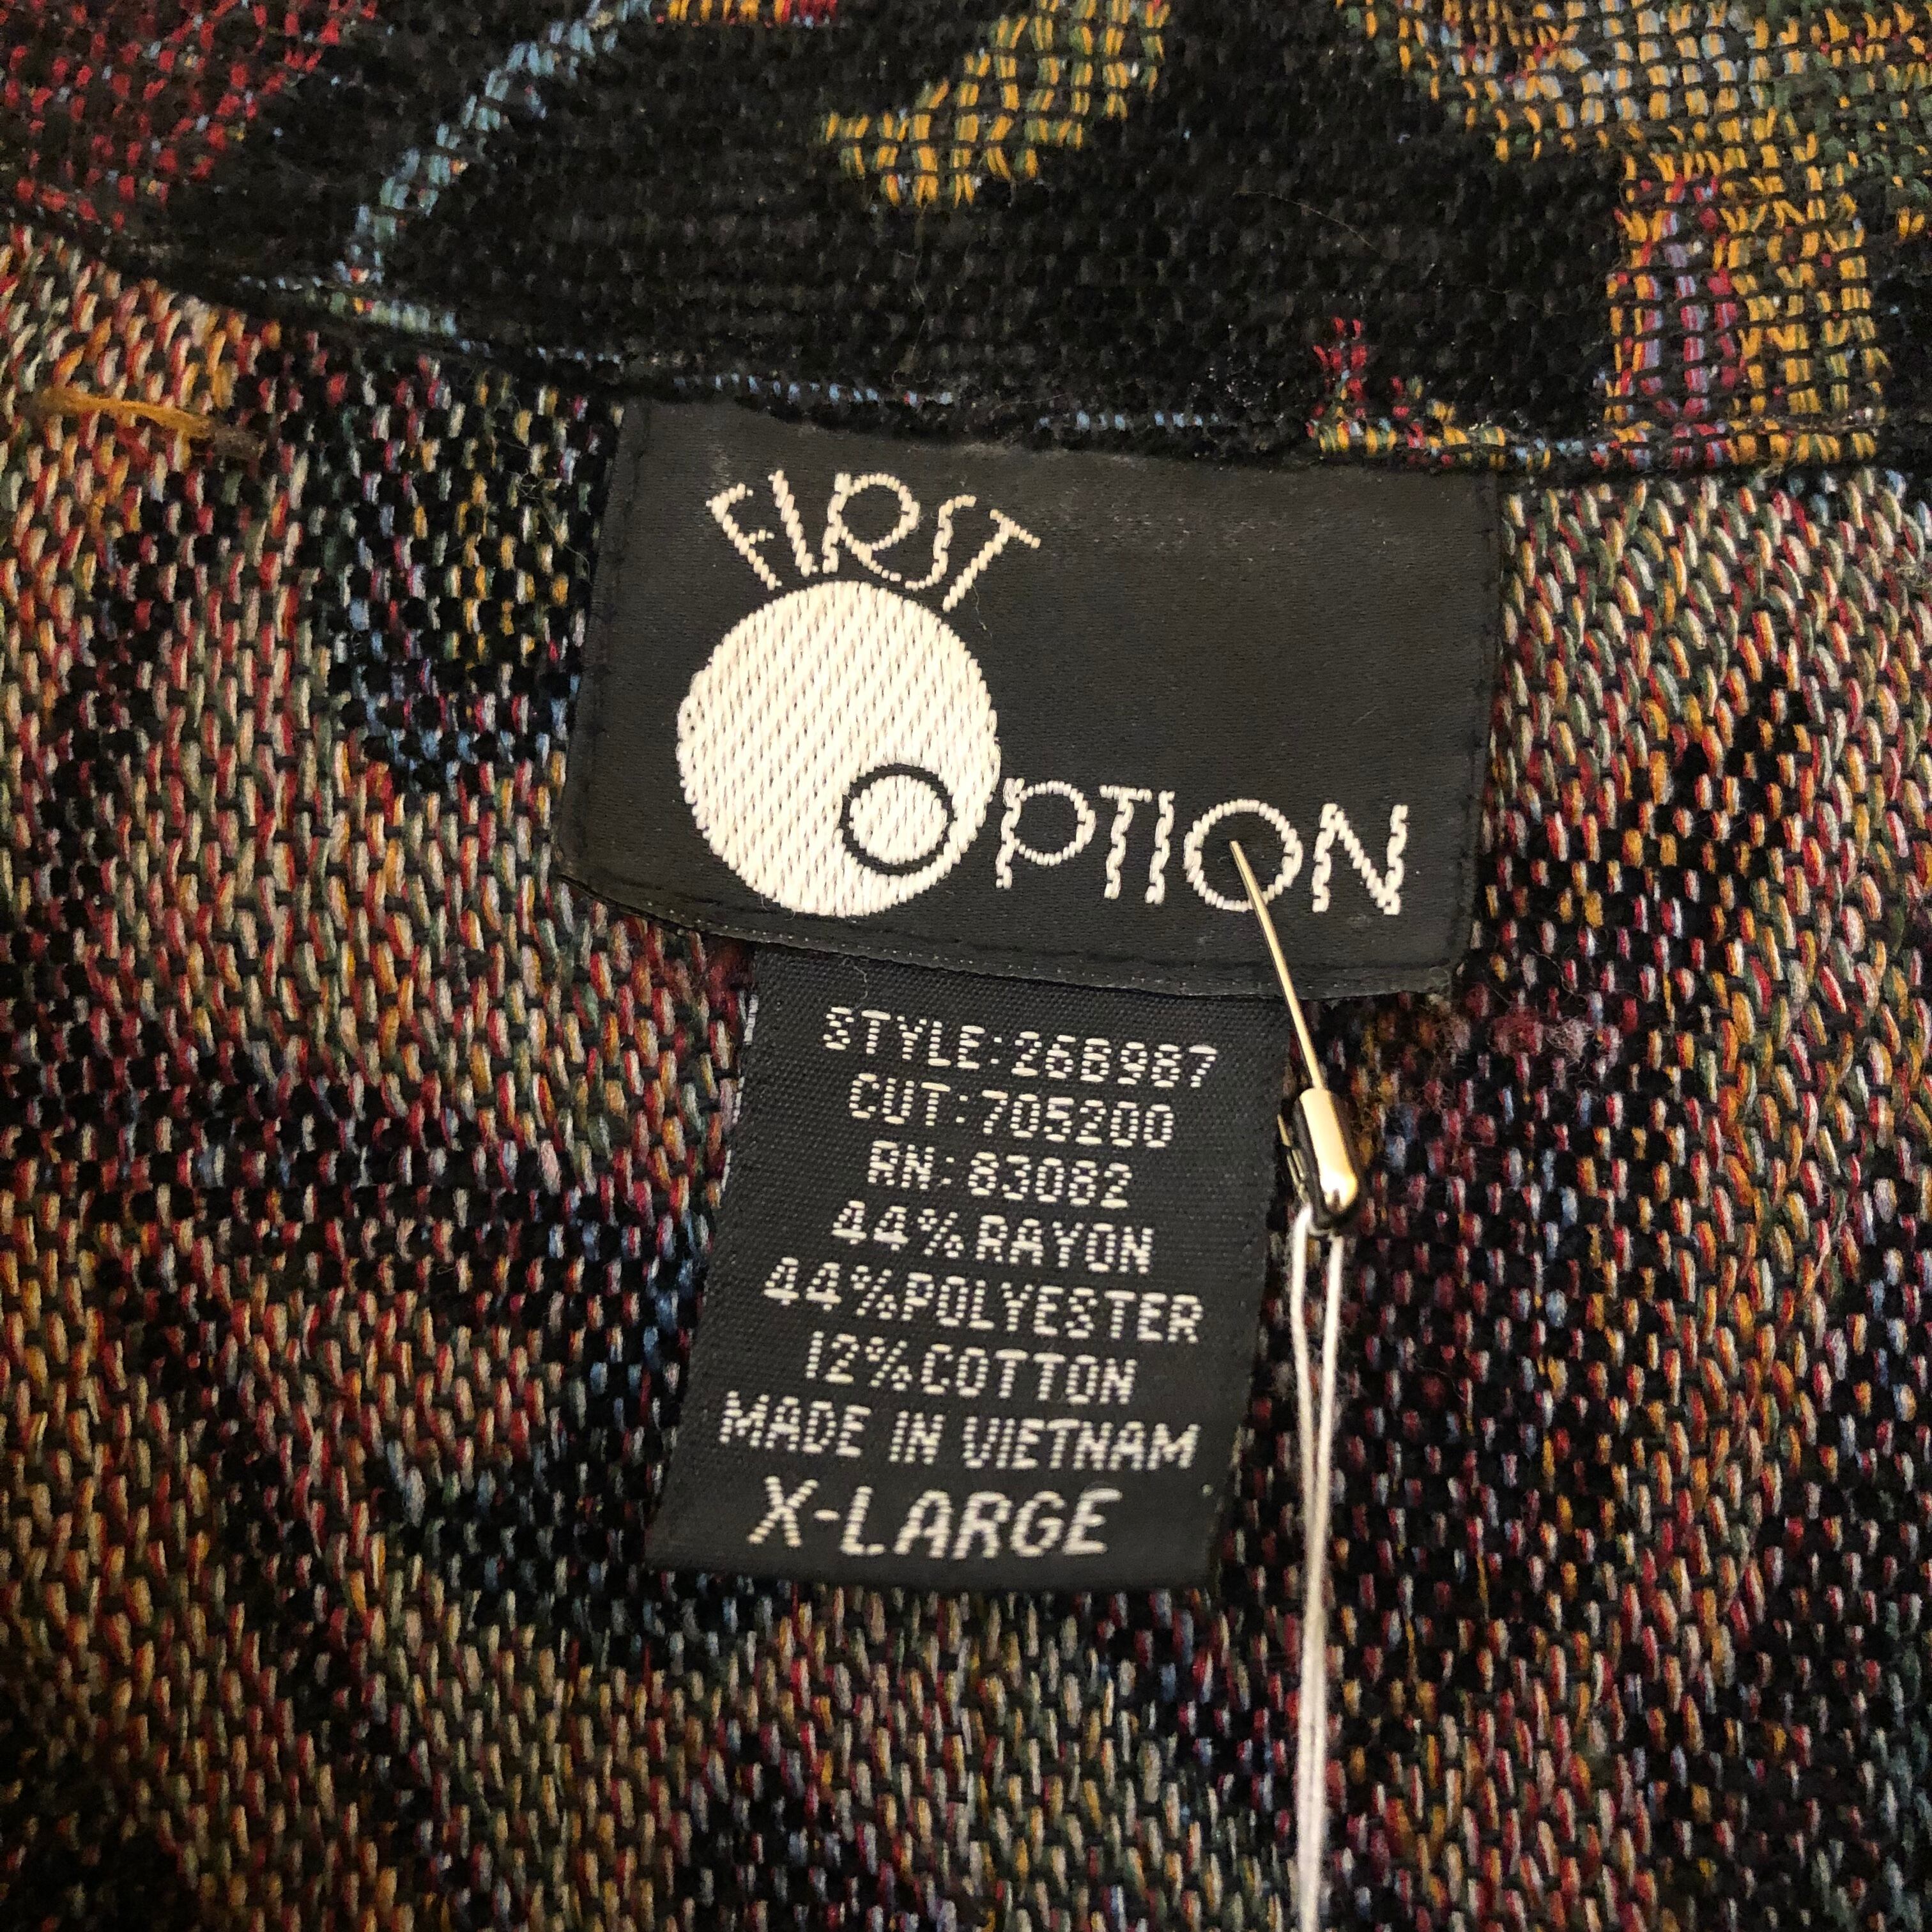 FIRST
OPTION
STYLE:26B987
CUT:705200
RN:83082
44%RAYON
44%POLYESTER
12%COTTON
MADE IN VIETNAM
X-LARGE